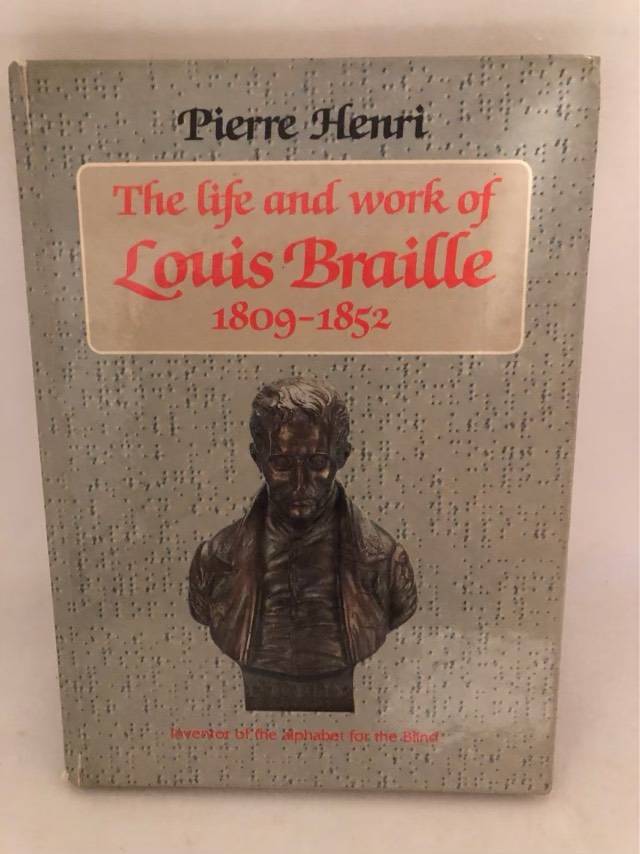 Pierre Henri
The life and work of
Louis Braille
1809-1852
Inventor of the alphabet for the Blind